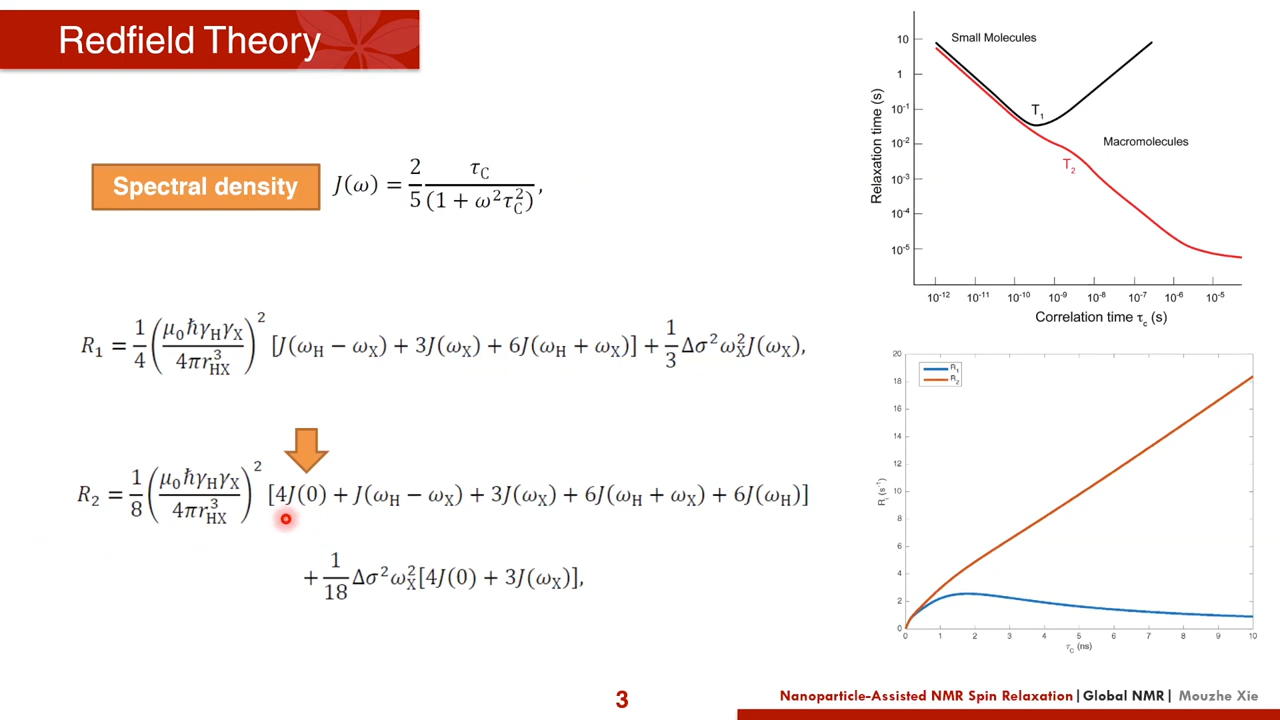 Redfield Theory
Spectral density
J(ω) = 2/5 τ_C/(1 + ω²τ_C²),
R₁ = 1/4 (μ₀ħγ_Hγ_X/4πr_HX³)² [J(ω_H − ω_X) + 3J(ω_X) + 6J(ω_H + ω_X)] + 1/3 Δσ²ω_X²J(ω_X),
R₂ = 1/8 (μ₀ħγ_Hγ_X/4πr_HX³)² [4J(0) + J(ω_H − ω_X) + 3J(ω_X) + 6J(ω_H + ω_X) + 6J(ω_H)]
+ 1/18 Δσ²ω_X²[4J(0) + 3J(ω_X)],
Relaxation time (s)
10
1
10⁻¹
10⁻²
10⁻³
10⁻⁴
10⁻⁵
Small Molecules
T₁
Macromolecules
T₂
10⁻¹² 10⁻¹¹ 10⁻¹⁰ 10⁻⁹ 10⁻⁸ 10⁻⁷ 10⁻⁶ 10⁻⁵
Correlation time τ_c (s)
R₁
R₂
20
18
16
14
12
10
8
6
4
2
0
R_i (s⁻¹)
0 1 2 3 4 5 6 7 8 9 10
τ_C (ns)
3
Nanoparticle-Assisted NMR Spin Relaxation|Global NMR| Mouzhe Xie